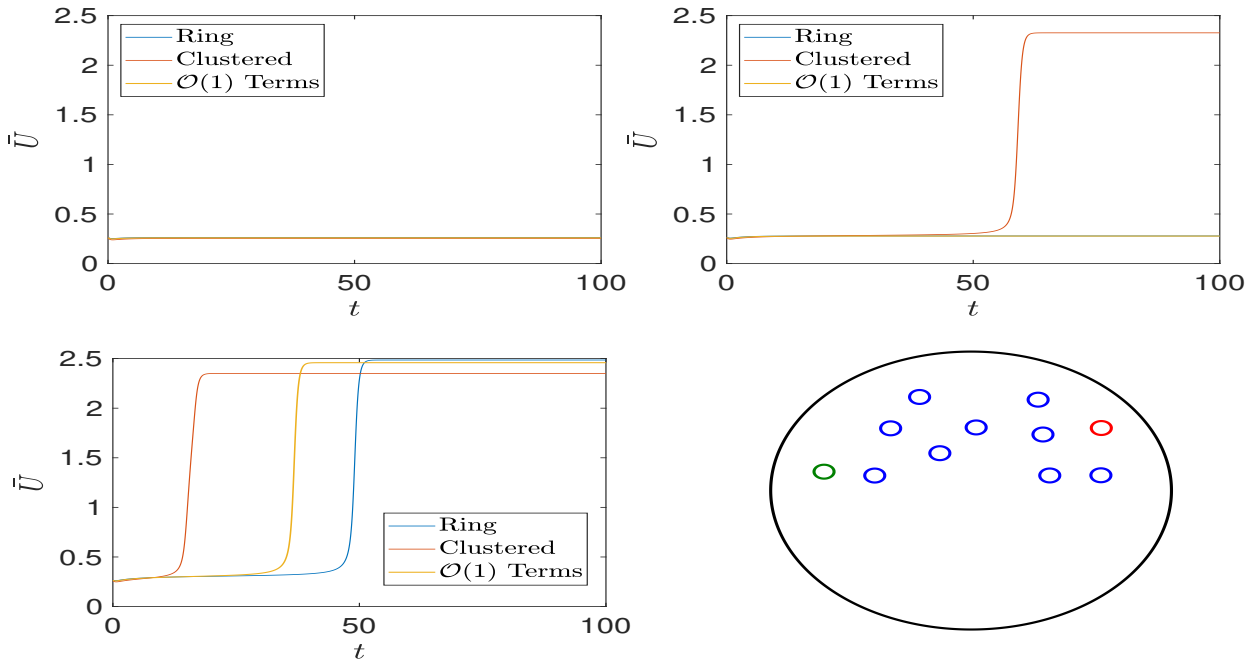 2.5
2
1.5
1
0.5
0
Ring
Clustered
𝒪(1) Terms
Ū
0 50 100
t
2.5
2
1.5
1
0.5
0
Ring
Clustered
𝒪(1) Terms
Ū
0 50 100
t
2.5
2
1.5
1
0.5
0
Ring
Clustered
𝒪(1) Terms
Ū
0 50 100
t